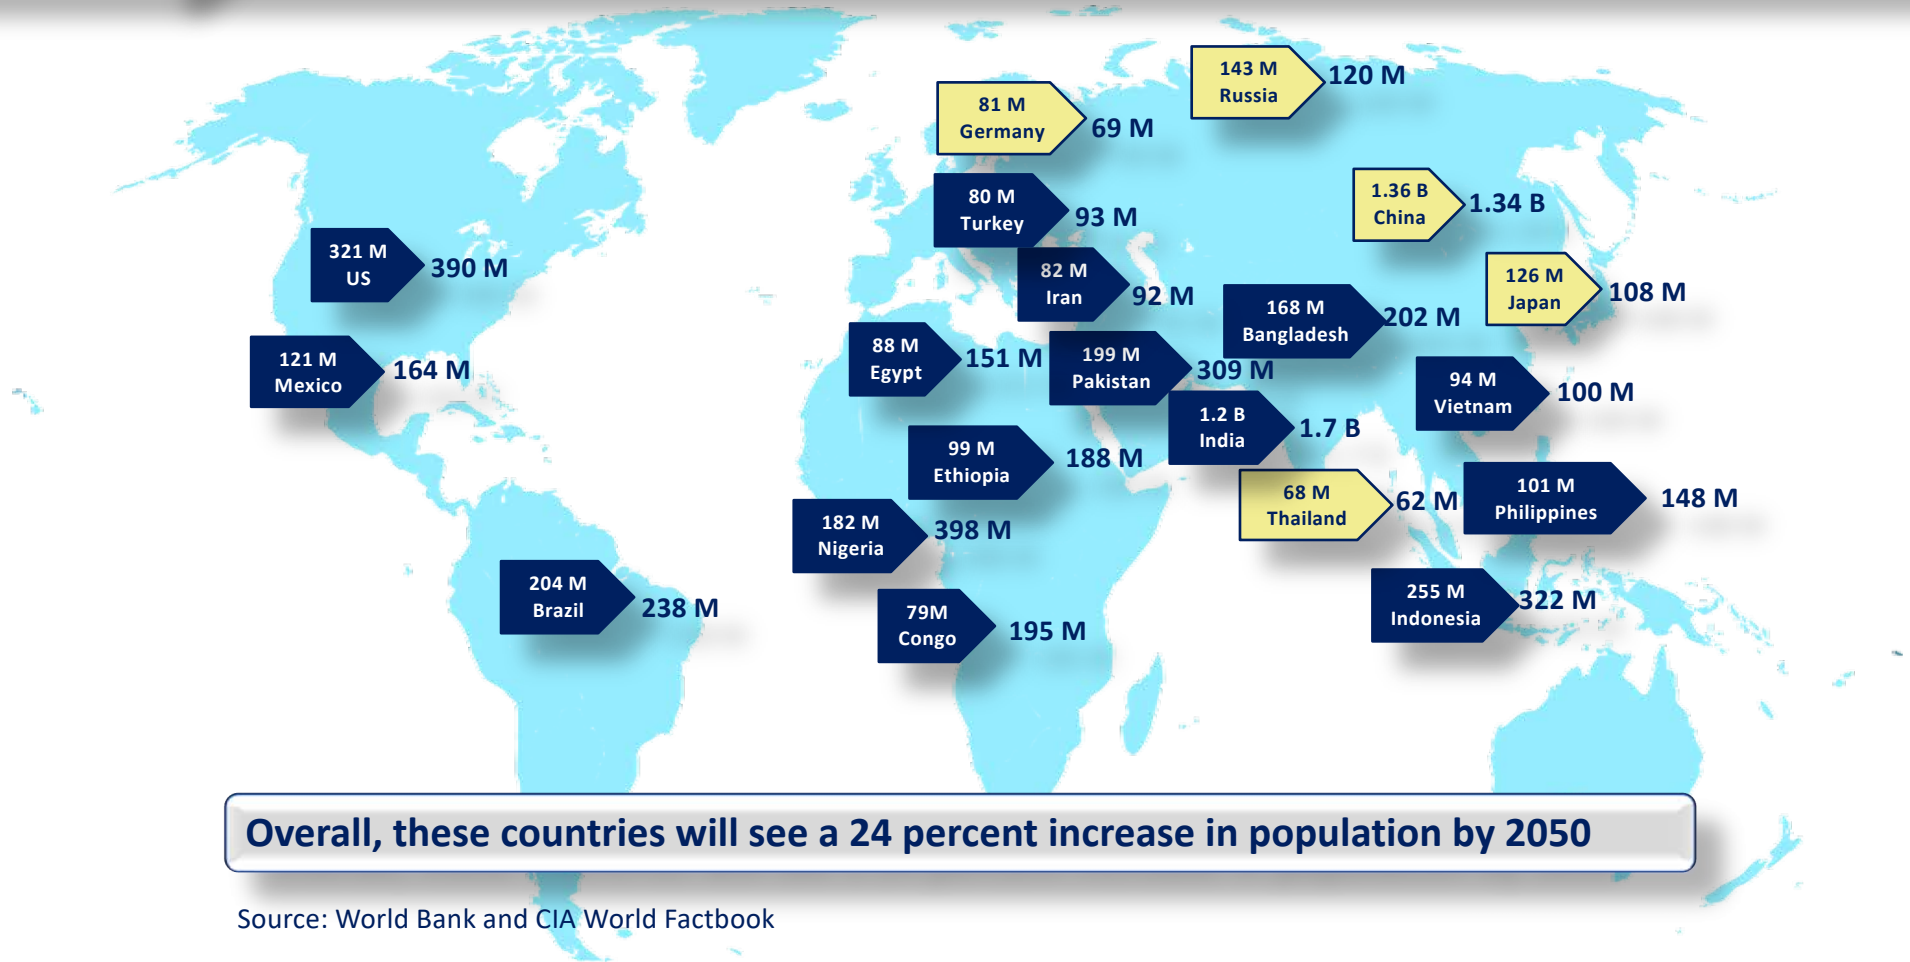 143 M
Russia
120 M
81 M
Germany
69 M
80 M
Turkey
93 M
1.36 B
China
1.34 B
321 M
US
390 M
82 M
Iran
92 M
126 M
Japan
108 M
168 M
Bangladesh
202 M
88 M
Egypt
151 M
199 M
Pakistan
309 M
121 M
Mexico
164 M
94 M
Vietnam
100 M
1.2 B
India
1.7 B
99 M
Ethiopia
188 M
68 M
Thailand
62 M
101 M
Philippines
148 M
182 M
Nigeria
398 M
204 M
Brazil
238 M
79M
Congo
195 M
255 M
Indonesia
322 M
Overall, these countries will see a 24 percent increase in population by 2050
Source: World Bank and CIA World Factbook